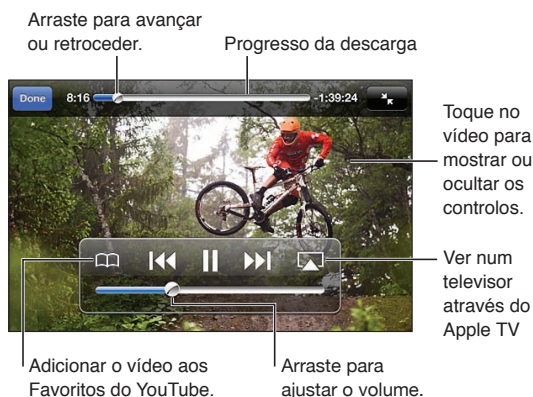 Arraste para avançar
ou retroceder.
Progresso da descarga
Done
8:16
-1:39:24
Toque no
vídeo para
mostrar ou
ocultar os
controlos.
Ver num
televisor
através do
Apple TV
Adicionar o vídeo aos
Favoritos do YouTube.
Arraste para
ajustar o volume.